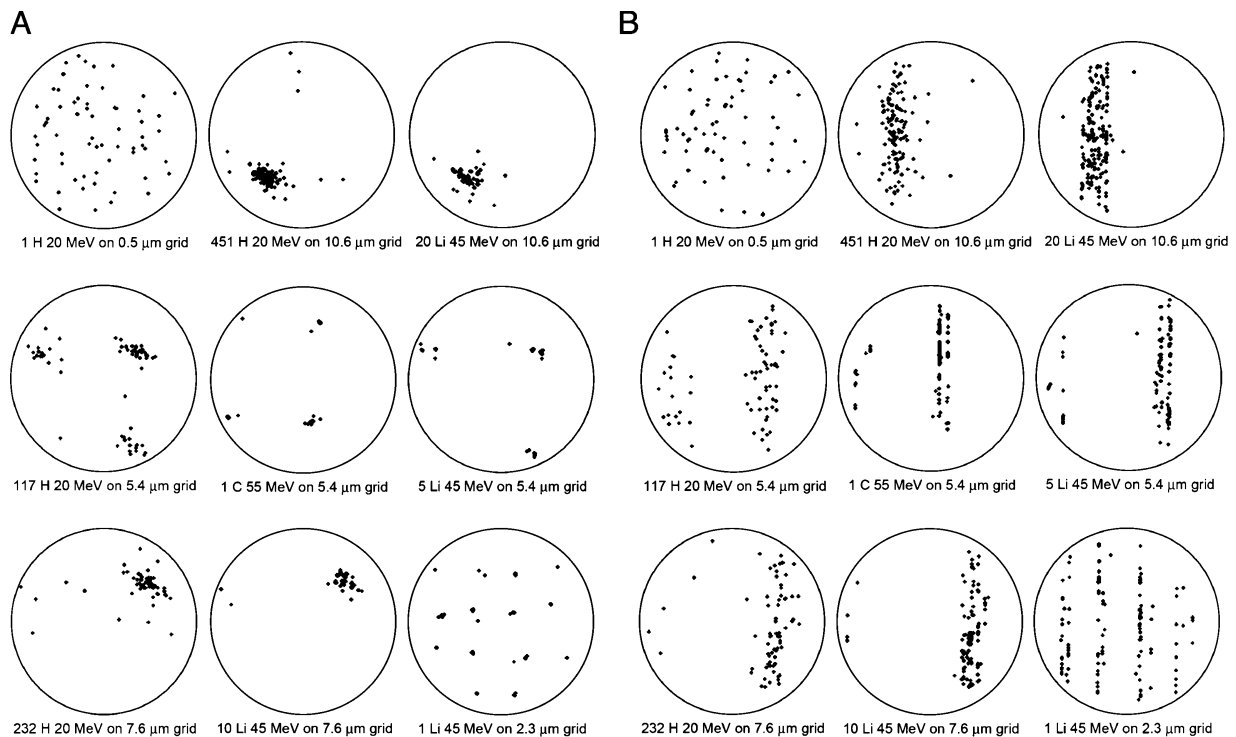 A
B
1 H 20 MeV on 0.5 μm grid
451 H 20 MeV on 10.6 μm grid
20 Li 45 MeV on 10.6 μm grid
1 H 20 MeV on 0.5 μm grid
451 H 20 MeV on 10.6 μm grid
20 Li 45 MeV on 10.6 μm grid
117 H 20 MeV on 5.4 μm grid
1 C 55 MeV on 5.4 μm grid
5 Li 45 MeV on 5.4 μm grid
117 H 20 MeV on 5.4 μm grid
1 C 55 MeV on 5.4 μm grid
5 Li 45 MeV on 5.4 μm grid
232 H 20 MeV on 7.6 μm grid
10 Li 45 MeV on 7.6 μm grid
1 Li 45 MeV on 2.3 μm grid
232 H 20 MeV on 7.6 μm grid
10 Li 45 MeV on 7.6 μm grid
1 Li 45 MeV on 2.3 μm grid